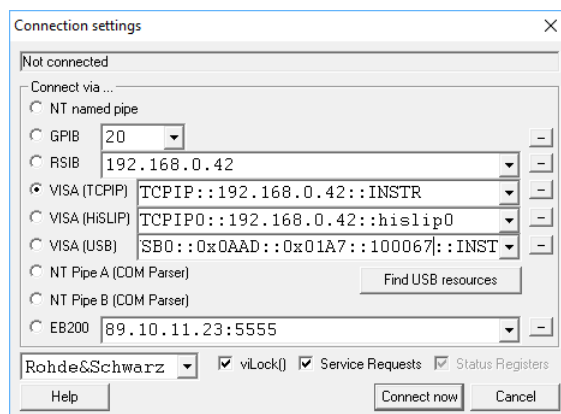 Connection settings
Not connected
Connect via ...
NT named pipe
GPIB 20
RSIB 192.168.0.42
VISA (TCPIP) TCPIP::192.168.0.42::INSTR
VISA (HiSLIP) TCPIP0::192.168.0.42::hislip0
VISA (USB) SB0::0x0AAD::0x01A7::100067::INST
NT Pipe A (COM Parser)
Find USB resources
NT Pipe B (COM Parser)
EB200 89.10.11.23:5555
Rohde&Schwarz viLock() Service Requests Status Registers
Help Connect now Cancel